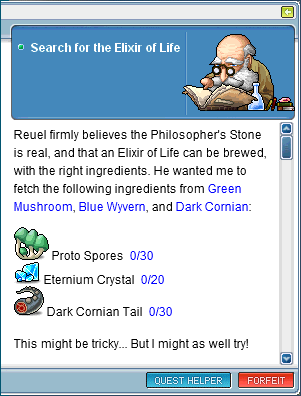 Search for the Elixir of Life
Reuel firmly believes the Philosopher's Stone
is real, and that an Elixir of Life can be brewed,
with the right ingredients. He wanted me to
fetch the following ingredients from Green
Mushroom, Blue Wyvern, and Dark Cornian:
Proto Spores 0/30
Eternium Crystal 0/20
Dark Cornian Tail 0/30
This might be tricky... But I might as well try!
QUEST HELPER
FORFEIT